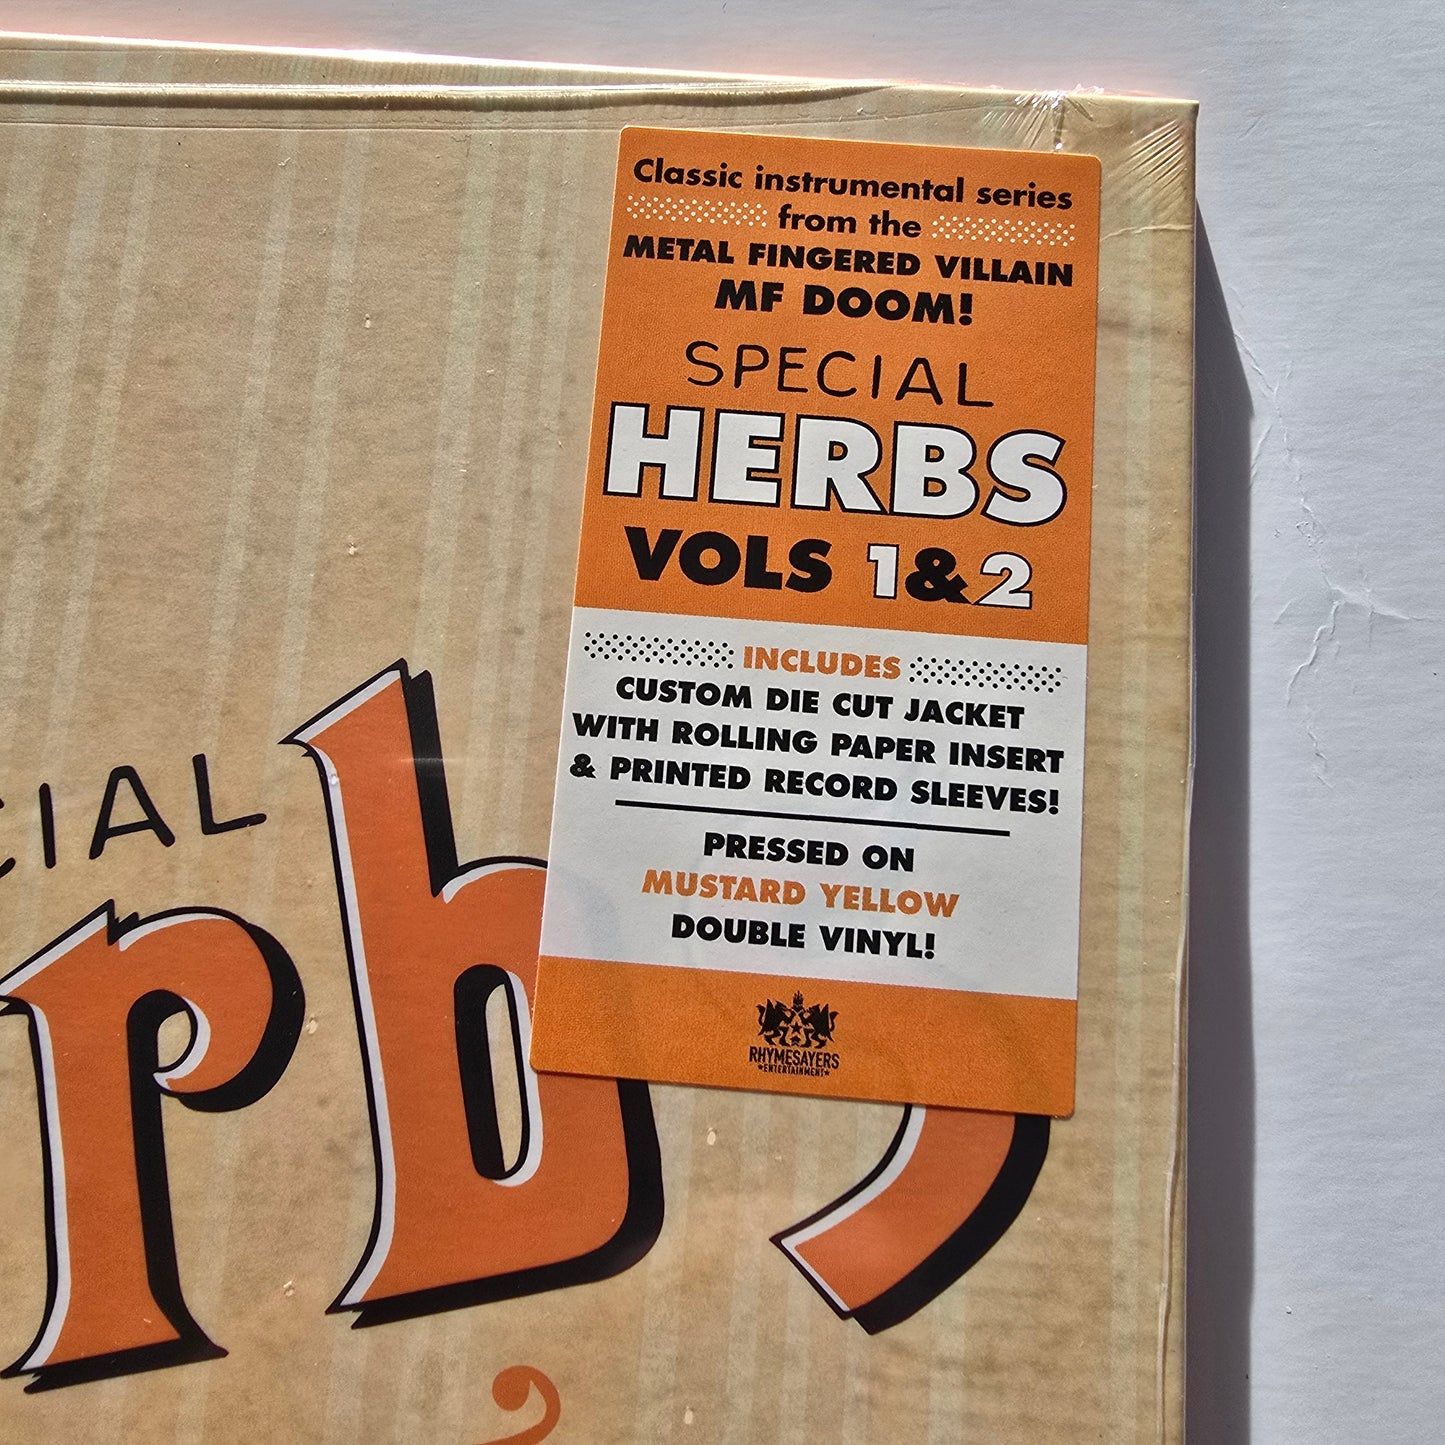 Classic instrumental series
from the
METAL FINGERED VILLAIN
MF DOOM!
SPECIAL
HERBS
VOLS 1&2
INCLUDES
CUSTOM DIE CUT JACKET
WITH ROLLING PAPER INSERT
& PRINTED RECORD SLEEVES!
PRESSED ON
MUSTARD YELLOW
DOUBLE VINYL!
RHYMESAYERS
ENTERTAINMENT
CIAL
rbs